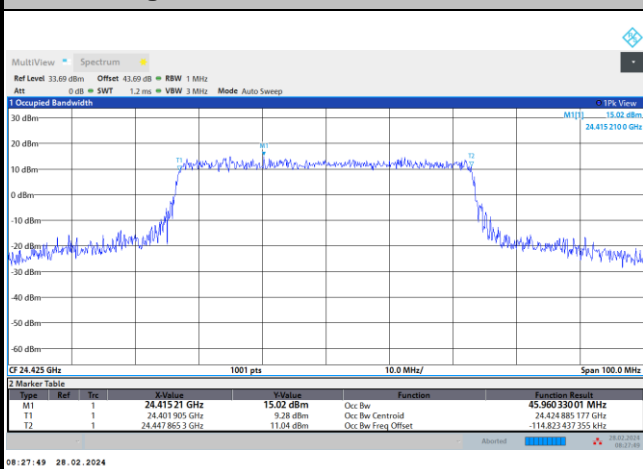 MultiView Spectrum
Ref Level 33.69 dBm Offset 43.69 dB RBW 1 MHz
Att 0 dB SWT 1.2 ms VBW 3 MHz Mode Auto Sweep
1 Occupied Bandwidth 1Pk View
M1[1] 15.02 dBm
24.415 210 0 GHz
30 dBm
20 dBm
M1
T1 T2
10 dBm
0 dBm
-10 dBm
-20 dBm
-30 dBm
-40 dBm
-50 dBm
-60 dBm
CF 24.425 GHz 1001 pts 10.0 MHz/ Span 100.0 MHz
2 Marker Table
Type Ref Trc X-Value Y-Value Function Function Result
M1 1 24.415 21 GHz 15.02 dBm Occ Bw 45.960 330 01 MHz
T1 1 24.401 905 GHz 9.28 dBm Occ Bw Centroid 24.424 885 177 GHz
T2 1 24.447 865 3 GHz 11.04 dBm Occ Bw Freq Offset -114.823 437 355 kHz
Aborted 28.02.2024
08:27:49
08:27:49 28.02.2024